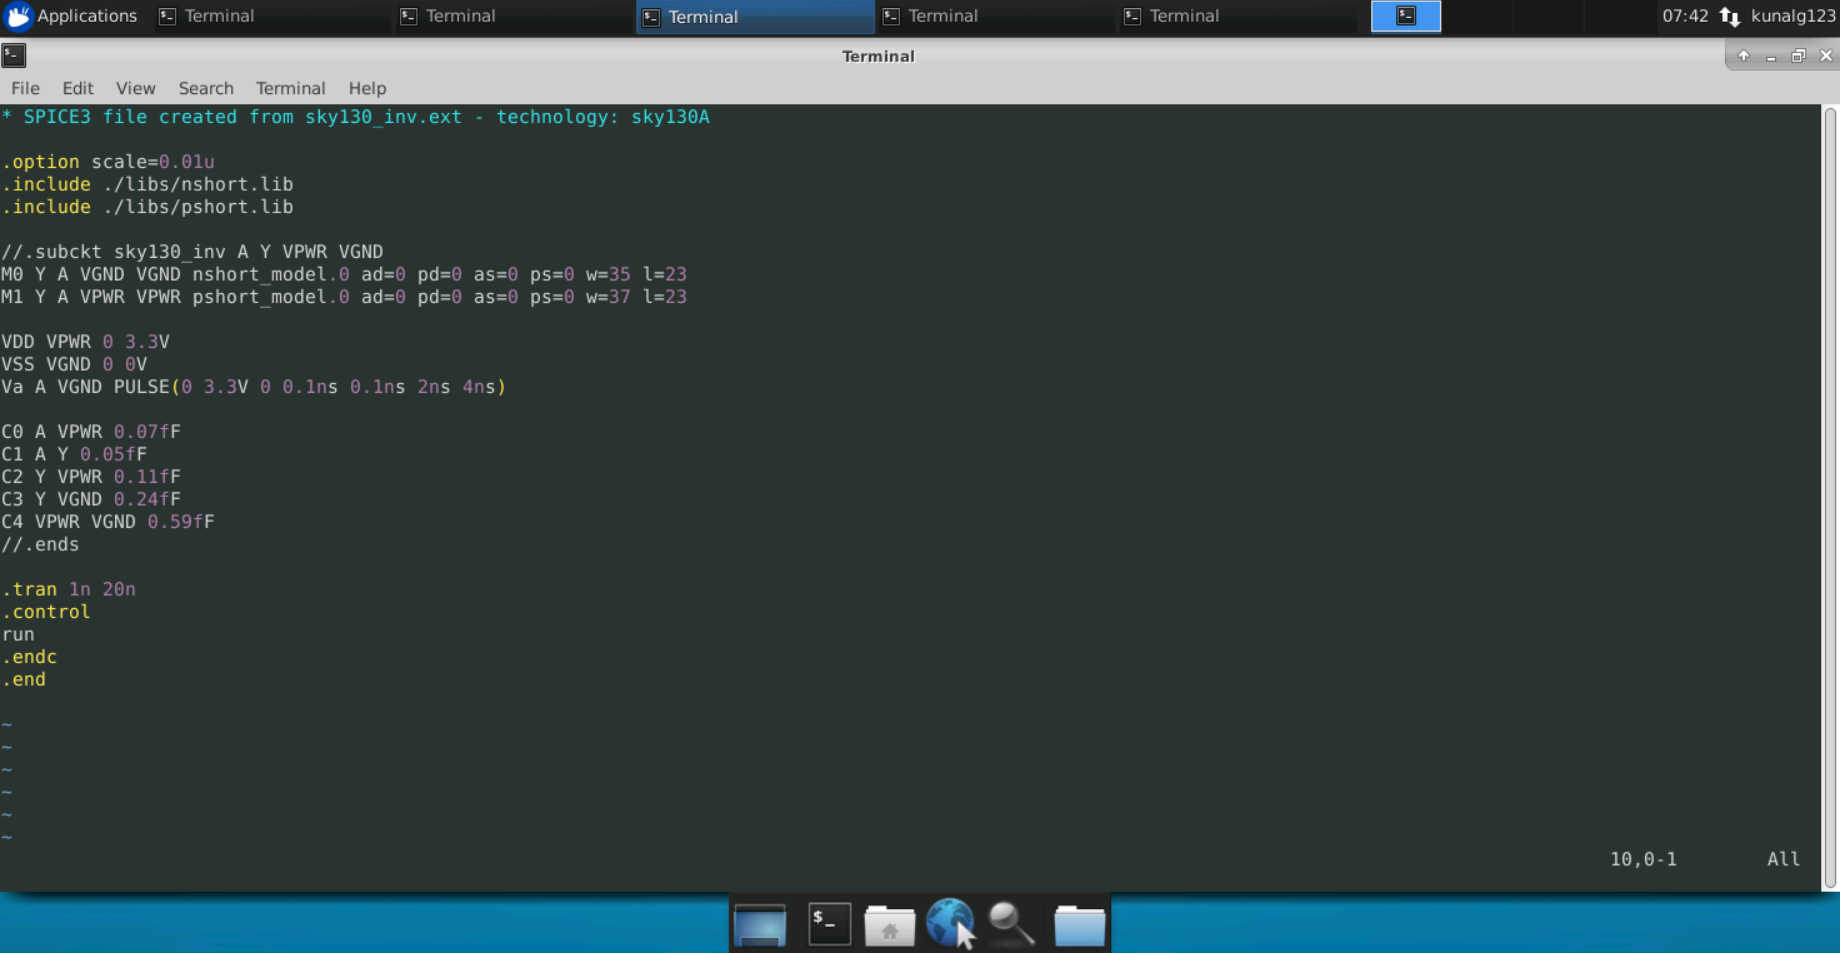 Applications Terminal Terminal Terminal Terminal Terminal 07:42 kunalg123
Terminal
File Edit View Search Terminal Help
* SPICE3 file created from sky130_inv.ext - technology: sky130A
.option scale=0.01u
.include ./libs/nshort.lib
.include ./libs/pshort.lib
//.subckt sky130_inv A Y VPWR VGND
M0 Y A VGND VGND nshort_model.0 ad=0 pd=0 as=0 ps=0 w=35 l=23
M1 Y A VPWR VPWR pshort_model.0 ad=0 pd=0 as=0 ps=0 w=37 l=23
VDD VPWR 0 3.3V
VSS VGND 0 0V
Va A VGND PULSE(0 3.3V 0 0.1ns 0.1ns 2ns 4ns)
C0 A VPWR 0.07fF
C1 A Y 0.05fF
C2 Y VPWR 0.11fF
C3 Y VGND 0.24fF
C4 VPWR VGND 0.59fF
//.ends
.tran 1n 20n
.control
run
.endc
.end
~
~
~
~
~
~
10,0-1 All